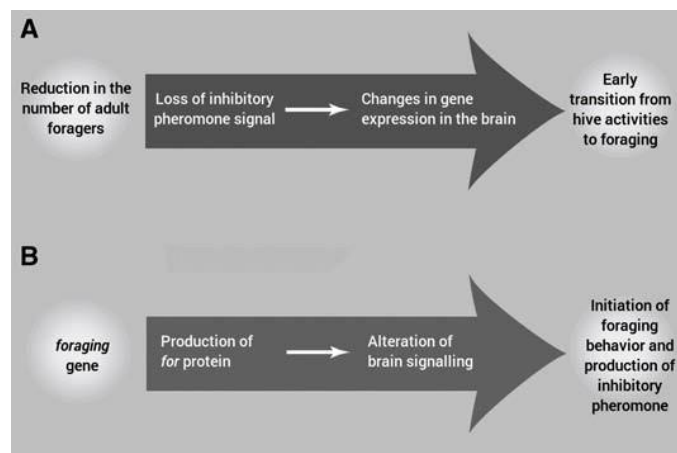 A
Reduction in the
number of adult
foragers
Loss of inhibitory
pheromone signal
Changes in gene
expression in the brain
Early
transition from
hive activities
to foraging
B
foraging
gene
Production of
for protein
Alteration of
brain signalling
Initiation of
foraging
behavior and
production of
inhibitory
pheromone